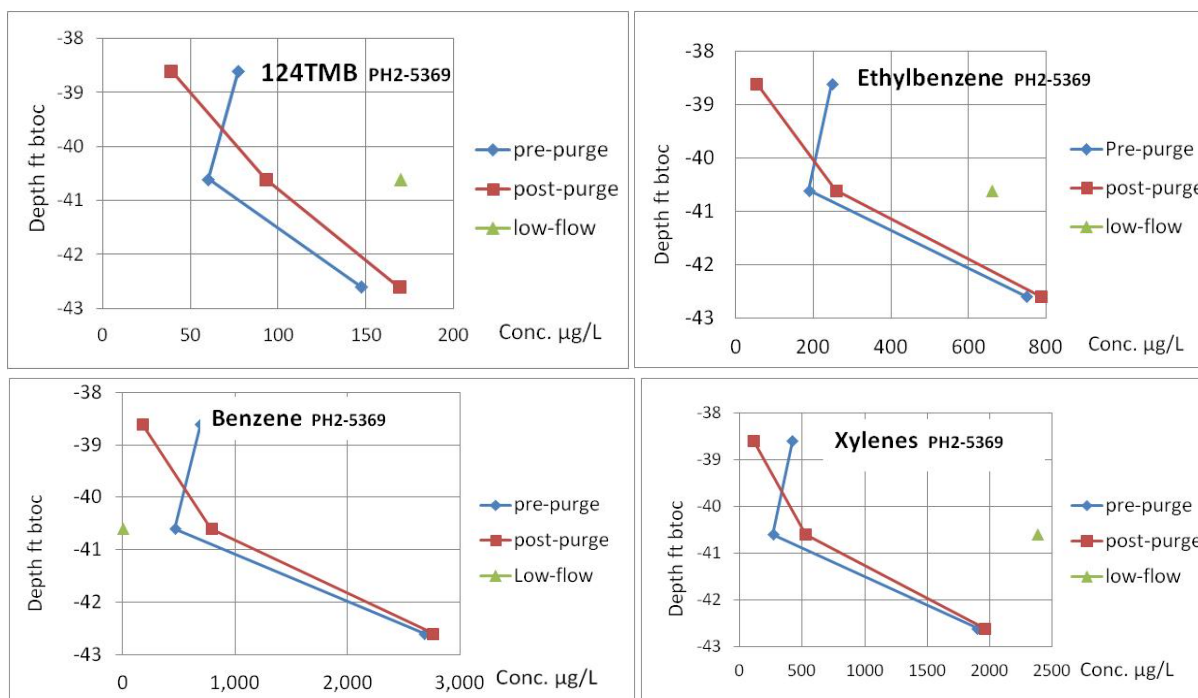 124TMB PH2-5369
Depth ft btoc
-38
-39
-40
-41
-42
-43
0 50 100 150 200
Conc. µg/L
pre-purge
post-purge
low-flow
Ethylbenzene PH2-5369
Depth ft btoc
-38
-39
-40
-41
-42
-43
0 200 400 600 800
Conc. µg/L
Pre-purge
post-purge
low-flow
Benzene PH2-5369
Depth ft btoc
-38
-39
-40
-41
-42
-43
0 1,000 2,000 3,000
Conc. µg/L
pre-purge
post-purge
Low-flow
Xylenes PH2-5369
Depth ft btoc
-38
-39
-40
-41
-42
-43
0 500 1000 1500 2000 2500
Conc. µg/L
pre-purge
post-purge
low-flow